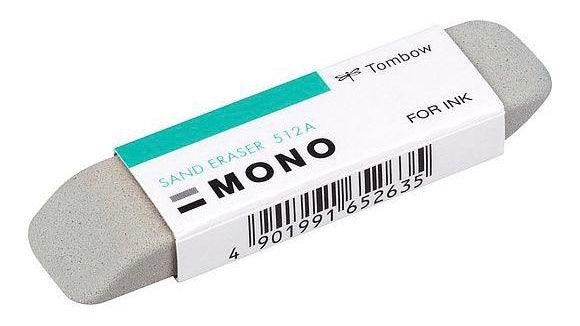 Tombow
FOR INK
SAND ERASER 512A
MONO
4 901991 652635